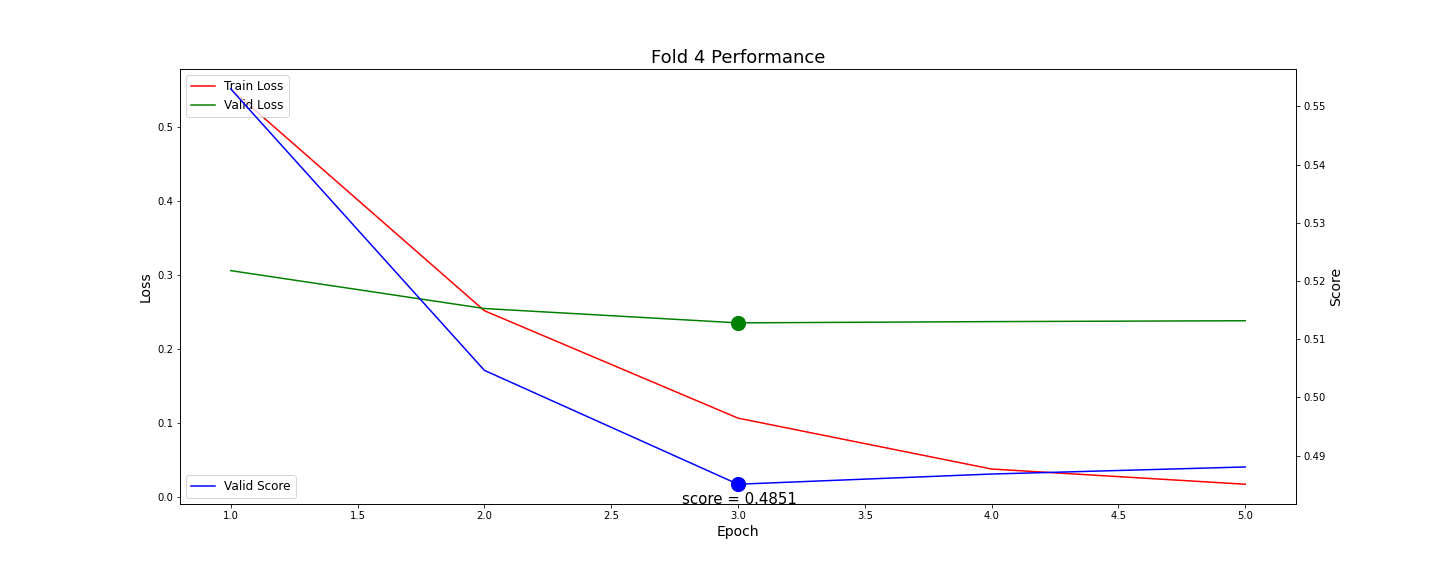 Fold 4 Performance
Train Loss
Valid Loss
Valid Score
0.5
0.4
0.3
0.2
0.1
0.0
Loss
0.55
0.54
0.53
0.52
0.51
0.50
0.49
Score
score = 0.4851
1.0 1.5 2.0 2.5 3.0 3.5 4.0 4.5 5.0
Epoch